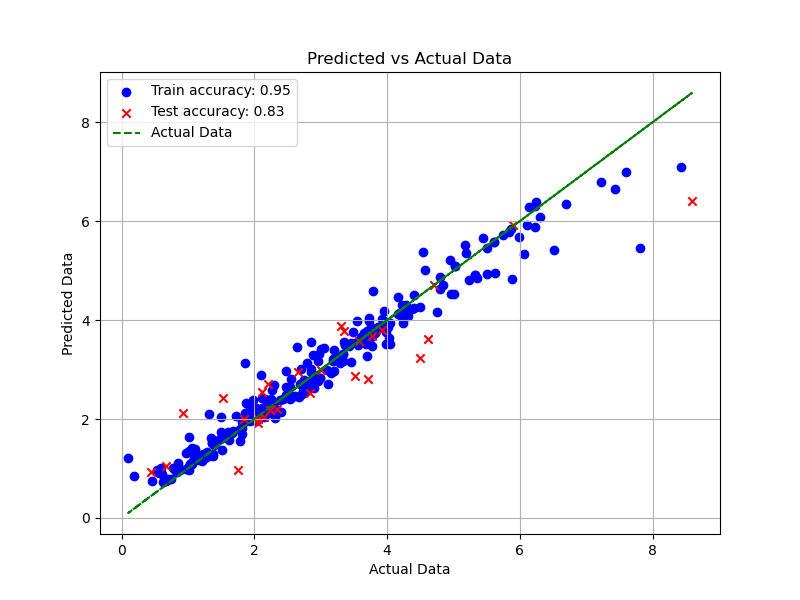 Predicted vs Actual Data
Train accuracy: 0.95
Test accuracy: 0.83
Actual Data
8
6
4
2
0
Predicted Data
0 2 4 6 8
Actual Data